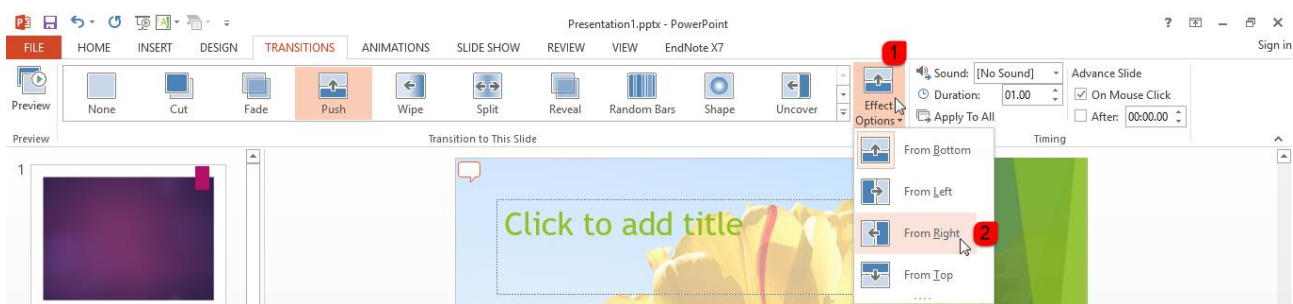 Presentation1.pptx - PowerPoint
FILE HOME INSERT DESIGN TRANSITIONS ANIMATIONS SLIDE SHOW REVIEW VIEW EndNote X7 Sign in
1
Preview
None Cut Fade Push Wipe Split Reveal Random Bars Shape Uncover
Effect
Options
Sound: [No Sound]
Duration: 01.00
Apply To All
Advance Slide
On Mouse Click
After: 00:00.00
Preview Transition to This Slide Timing
From Bottom
From Left
From Right 2
From Top
1
Click to add title